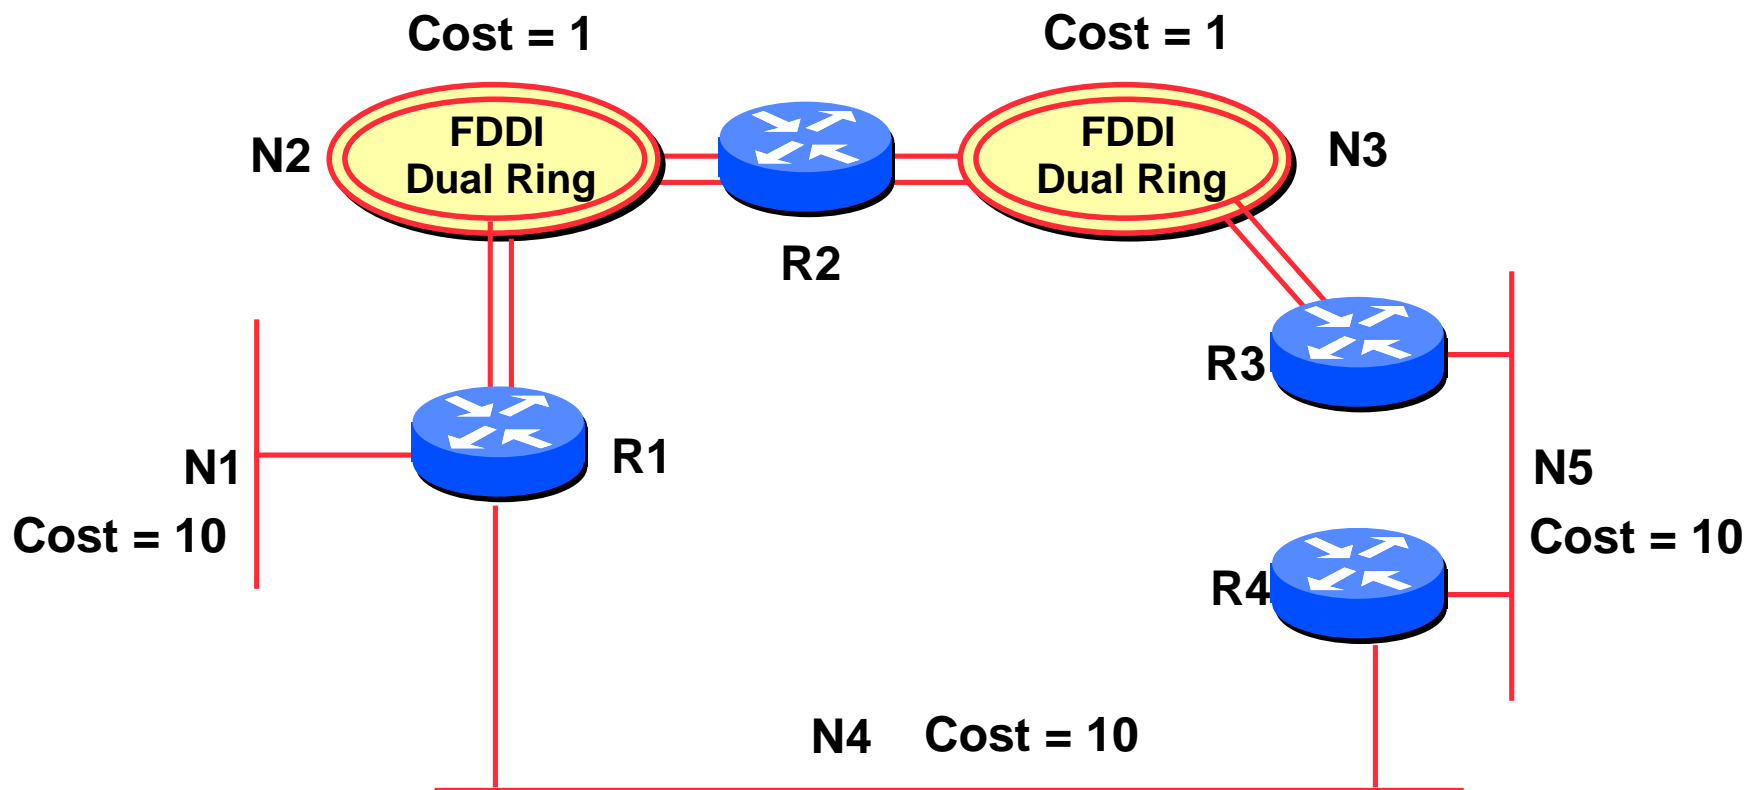 Cost = 1
Cost = 1
N2
FDDI
Dual Ring
FDDI
Dual Ring
N3
R2
R3
N1
R1
N5
Cost = 10
Cost = 10
R4
N4
Cost = 10